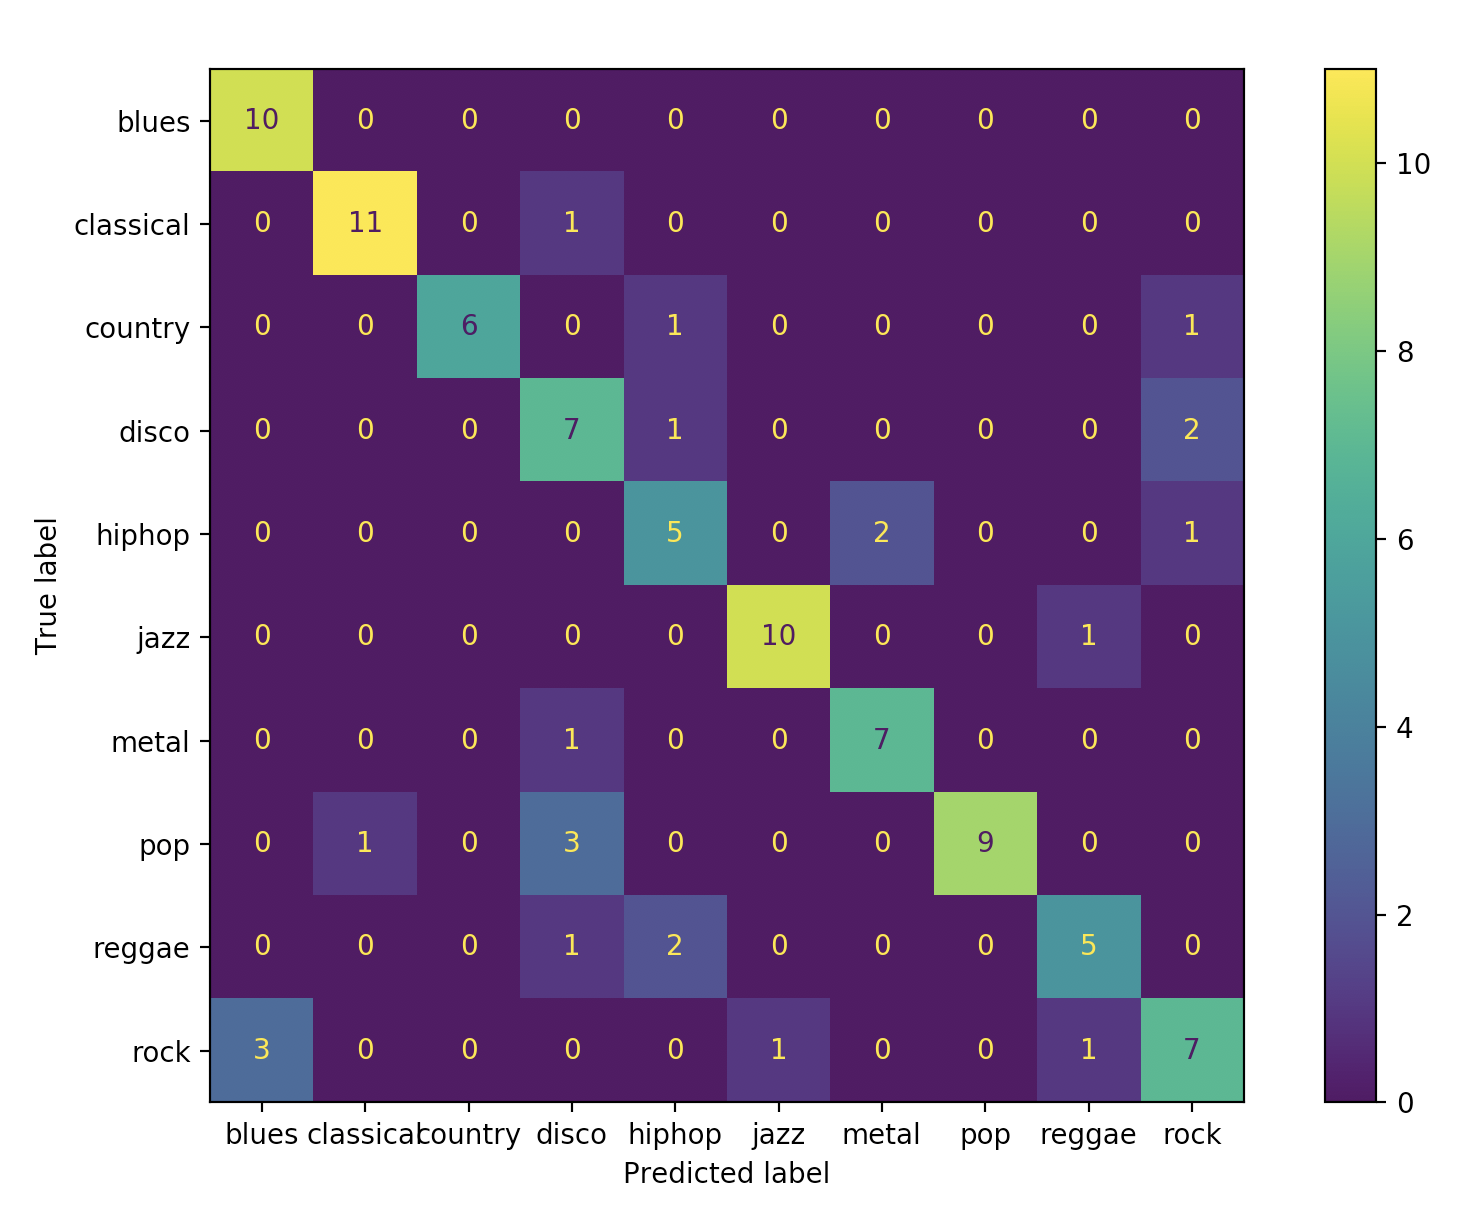 blues 10 0 0 0 0 0 0 0 0 0
classical 0 11 0 1 0 0 0 0 0 0
country 0 0 6 0 1 0 0 0 0 1
disco 0 0 0 7 1 0 0 0 0 2
hiphop 0 0 0 0 5 0 2 0 0 1
jazz 0 0 0 0 0 10 0 0 1 0
metal 0 0 0 1 0 0 7 0 0 0
pop 0 1 0 3 0 0 0 9 0 0
reggae 0 0 0 1 2 0 0 0 5 0
rock 3 0 0 0 0 1 0 0 1 7
blues classical country disco hiphop jazz metal pop reggae rock
Predicted label
True label
10
8
6
4
2
0